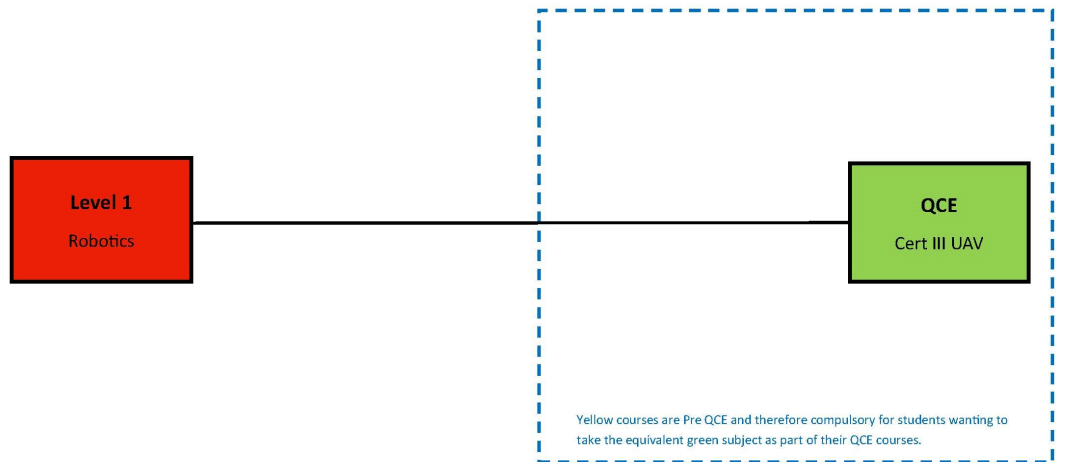 Level 1
Robotics
QCE
Cert III UAV
Yellow courses are Pre QCE and therefore compulsory for students wanting to
take the equivalent green subject as part of their QCE courses.